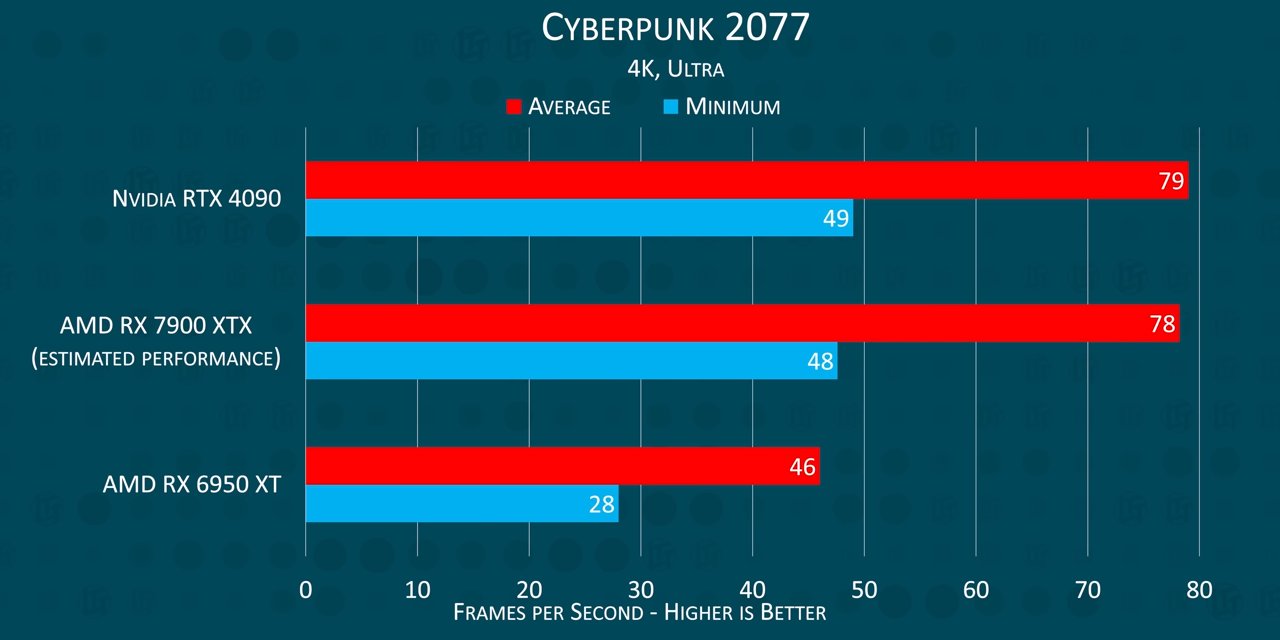 Cyberpunk 2077
4K, Ultra
Average Minimum
Nvidia RTX 4090
79
49
AMD RX 7900 XTX
(estimated performance)
78
48
AMD RX 6950 XT
46
28
0 10 20 30 40 50 60 70 80
Frames per Second - Higher is Better